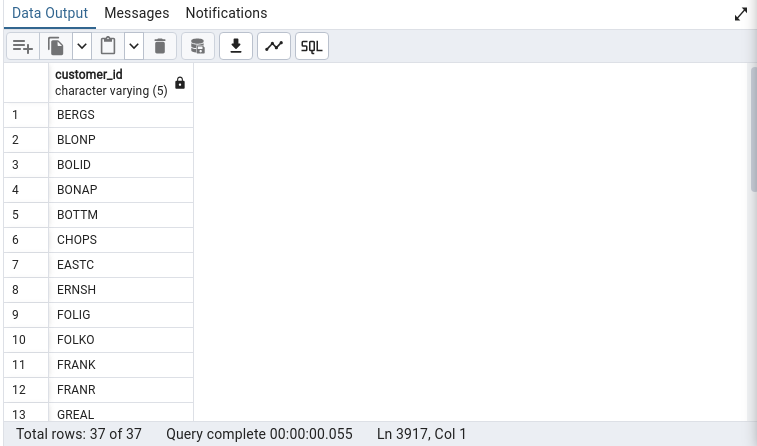 Data Output Messages Notifications
SQL
customer_id
character varying (5)
1 BERGS
2 BLONP
3 BOLID
4 BONAP
5 BOTTM
6 CHOPS
7 EASTC
8 ERNSH
9 FOLIG
10 FOLKO
11 FRANK
12 FRANR
13 GREAL
Total rows: 37 of 37 Query complete 00:00:00.055 Ln 3917, Col 1